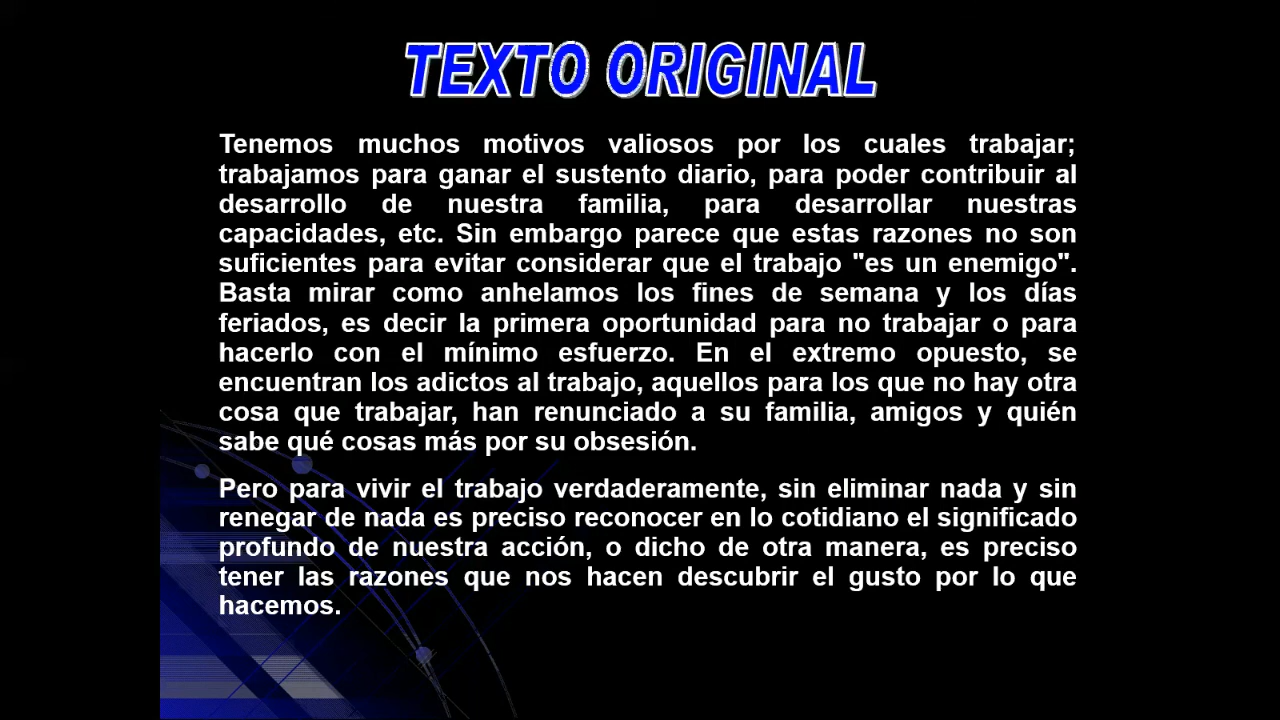 TEXTO ORIGINAL
Tenemos muchos motivos valiosos por los cuales trabajar;
trabajamos para ganar el sustento diario, para poder contribuir al
desarrollo de nuestra familia, para desarrollar nuestras
capacidades, etc. Sin embargo parece que estas razones no son
suficientes para evitar considerar que el trabajo "es un enemigo".
Basta mirar como anhelamos los fines de semana y los días
feriados, es decir la primera oportunidad para no trabajar o para
hacerlo con el mínimo esfuerzo. En el extremo opuesto, se
encuentran los adictos al trabajo, aquellos para los que no hay otra
cosa que trabajar, han renunciado a su familia, amigos y quién
sabe qué cosas más por su obsesión.
Pero para vivir el trabajo verdaderamente, sin eliminar nada y sin
renegar de nada es preciso reconocer en lo cotidiano el significado
profundo de nuestra acción, o dicho de otra manera, es preciso
tener las razones que nos hacen descubrir el gusto por lo que
hacemos.